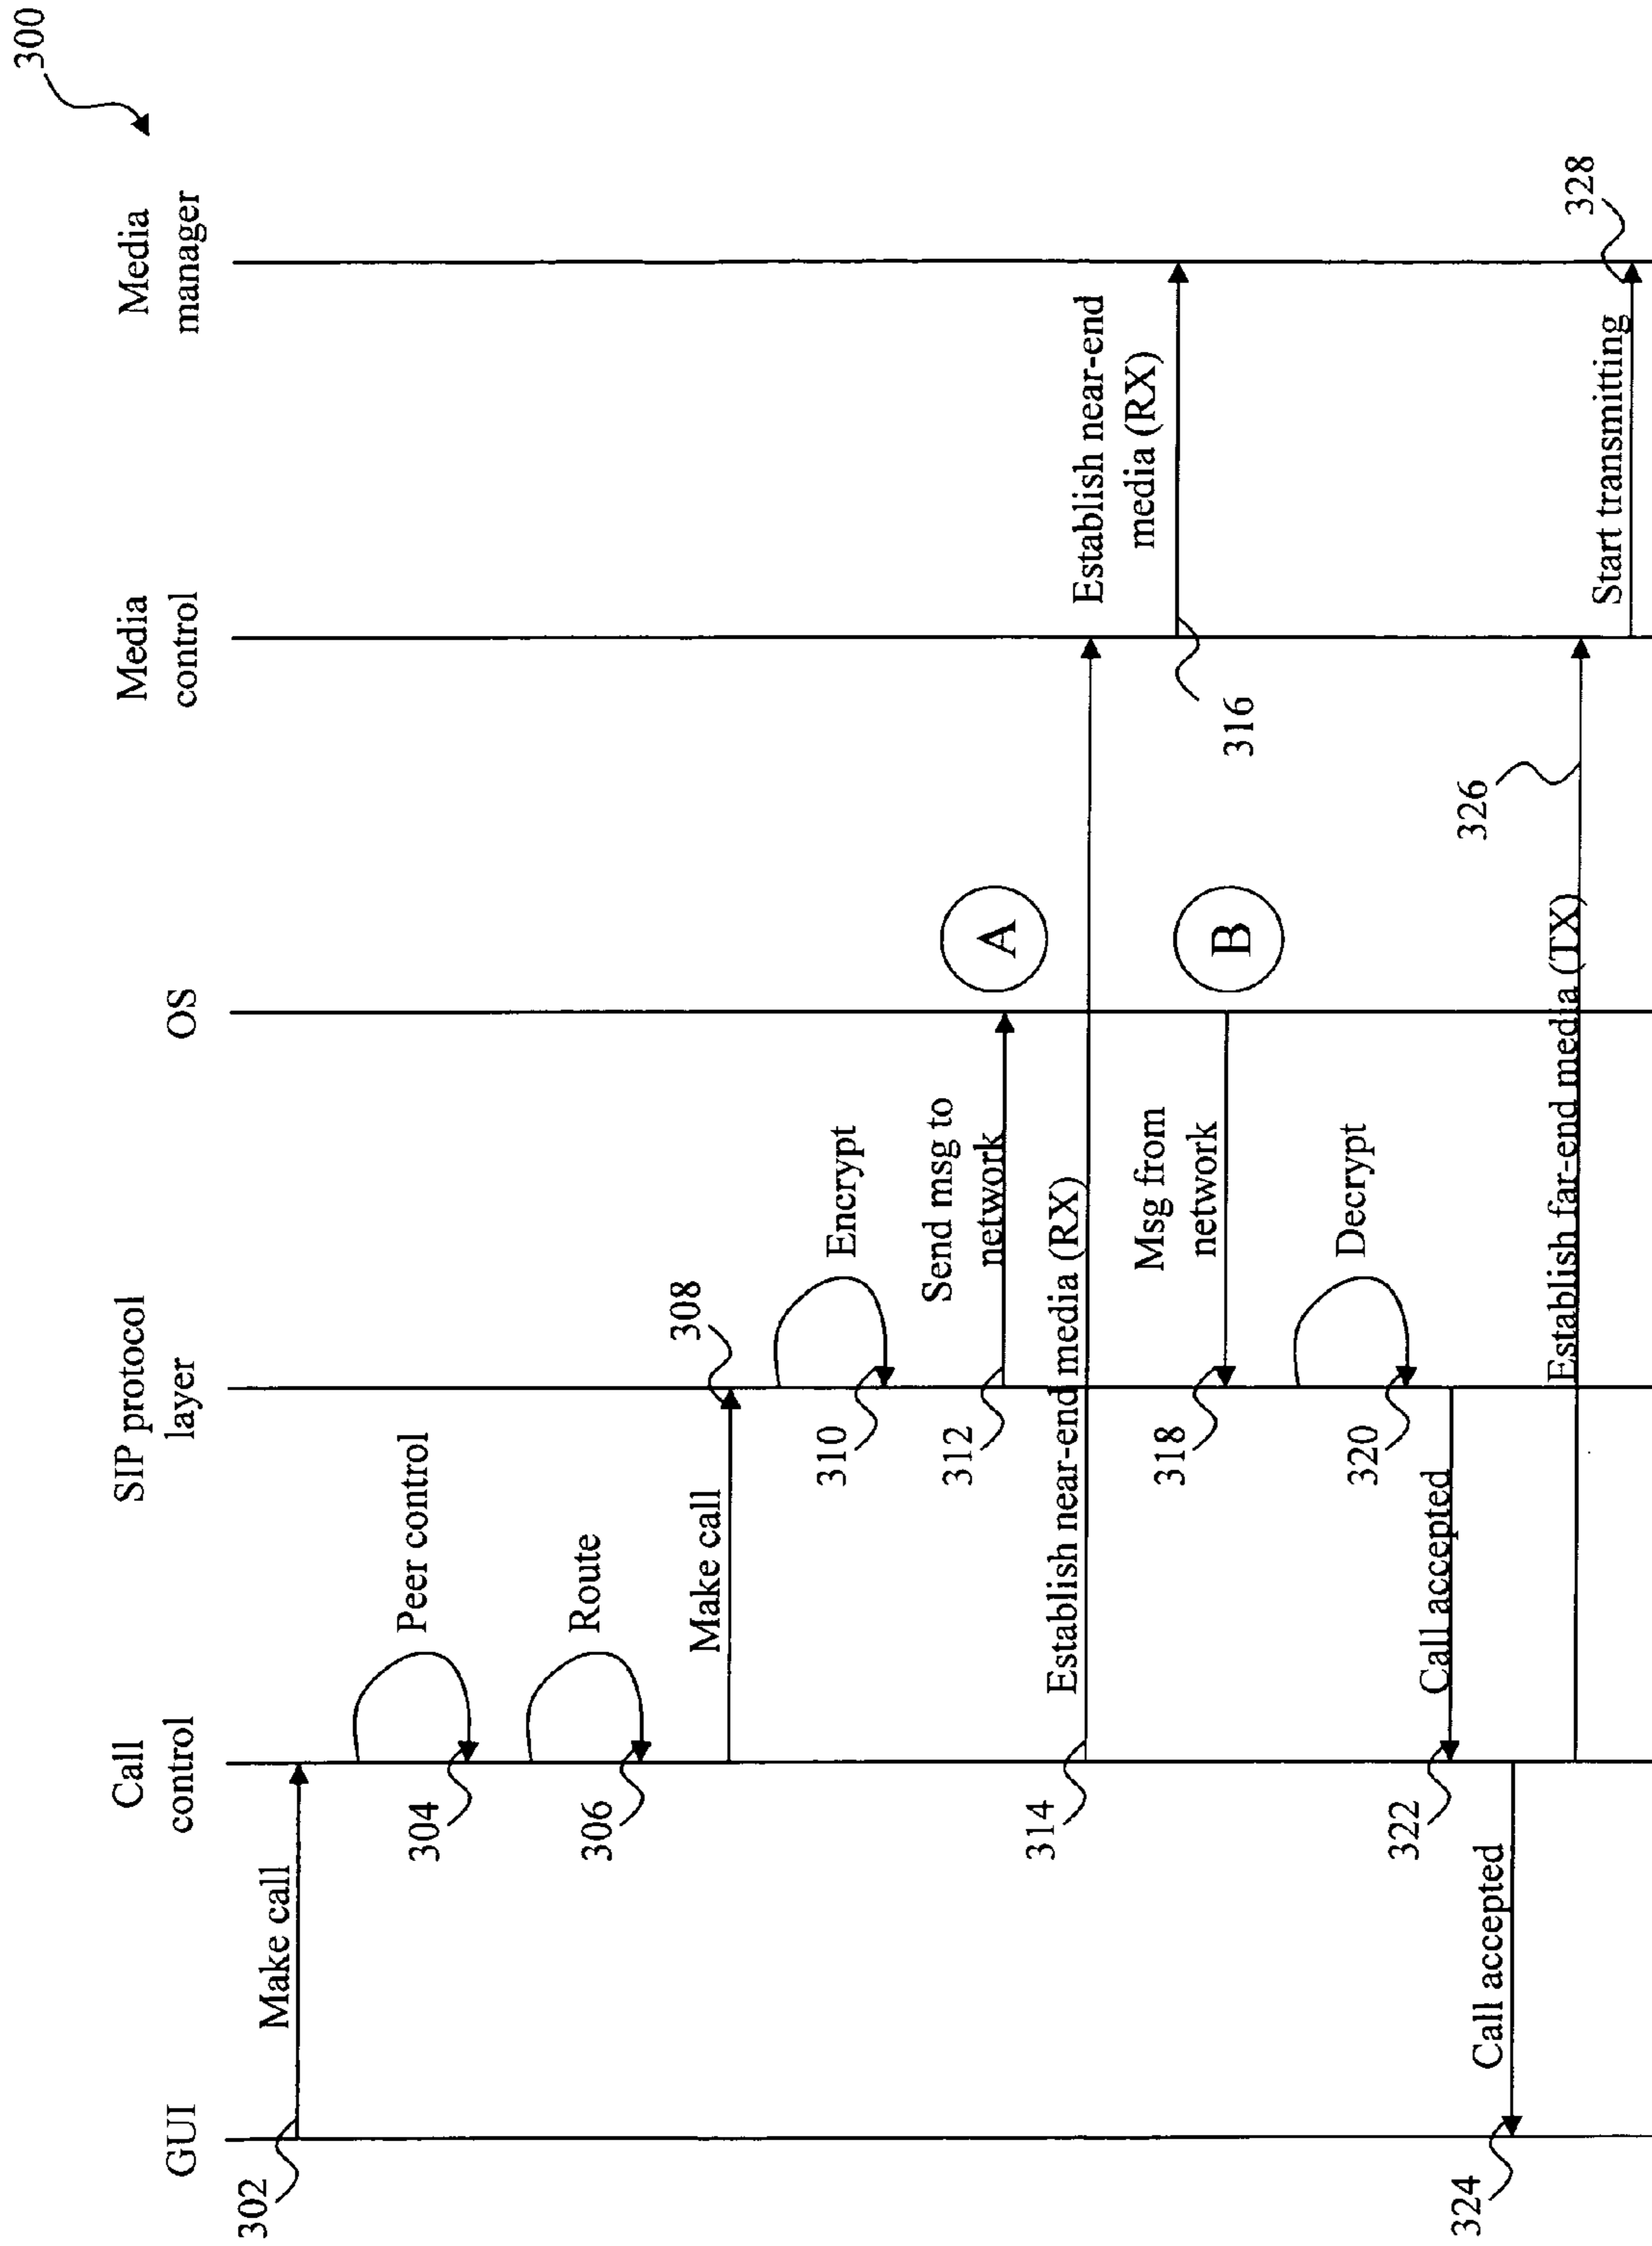 300
GUI
Call
control
SIP protocol
layer
OS
Media
control
Media
manager
302
Make call
304
Peer control
306
Route
Make call
308
310
Encrypt
312
Send msg to
network
A
314
Establish near-end media (RX)
Establish near-end
media (RX)
316
318
Msg from
network
B
320
Decrypt
322
Call accepted
324
Call accepted
326
Establish far-end media (TX)
Start transmitting
328